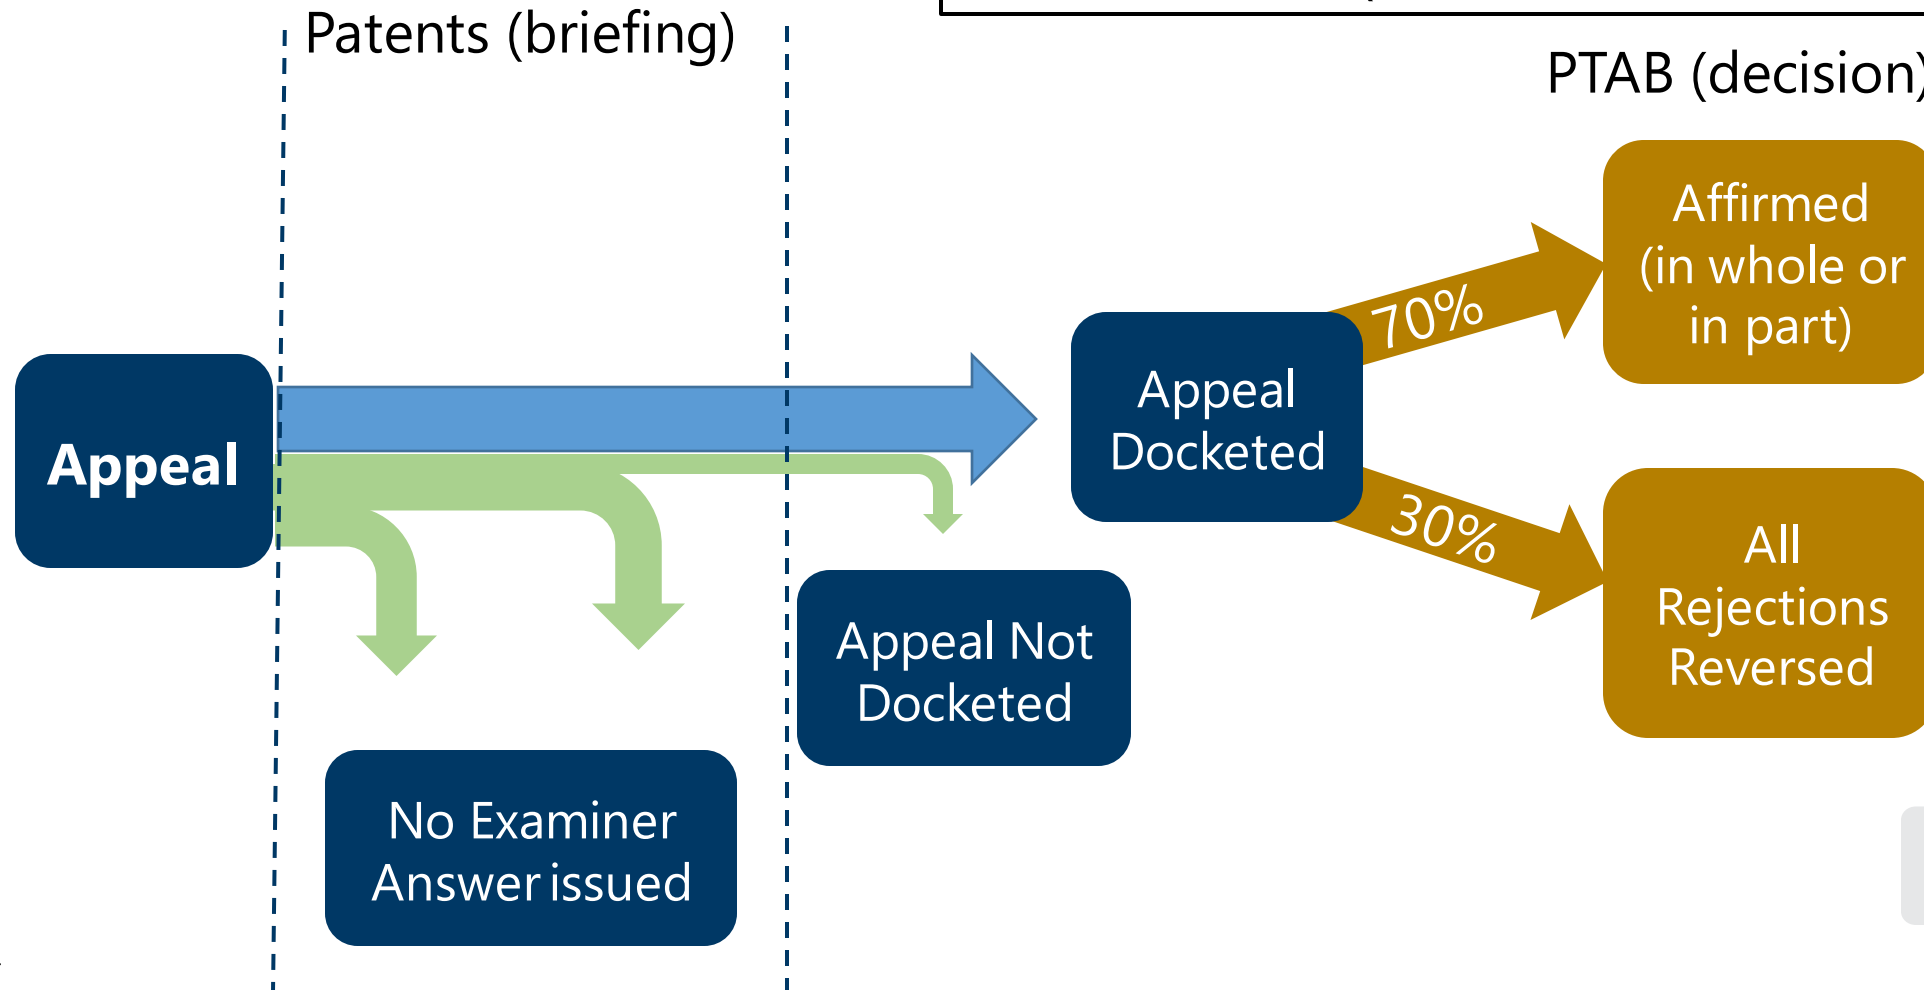 Patents (briefing)
PTAB (decision)
Affirmed
(in whole or
in part)
70%
Appeal
Docketed
Appeal
30%
All
Rejections
Reversed
Appeal Not
Docketed
No Examiner
Answer issued